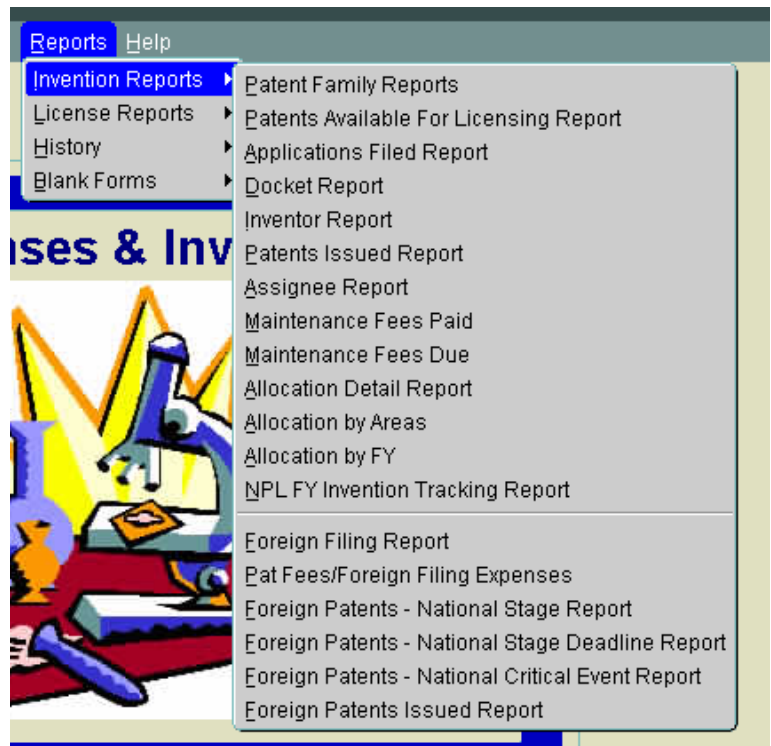 Reports Help
Invention Reports
License Reports
History
Blank Forms
Patent Family Reports
Patents Available For Licensing Report
Applications Filed Report
Docket Report
Inventor Report
Patents Issued Report
Assignee Report
Maintenance Fees Paid
Maintenance Fees Due
Allocation Detail Report
Allocation by Areas
Allocation by FY
NPL FY Invention Tracking Report
Foreign Filing Report
Pat Fees/Foreign Filing Expenses
Foreign Patents - National Stage Report
Foreign Patents - National Stage Deadline Report
Foreign Patents - National Critical Event Report
Foreign Patents Issued Report
ses & Inv